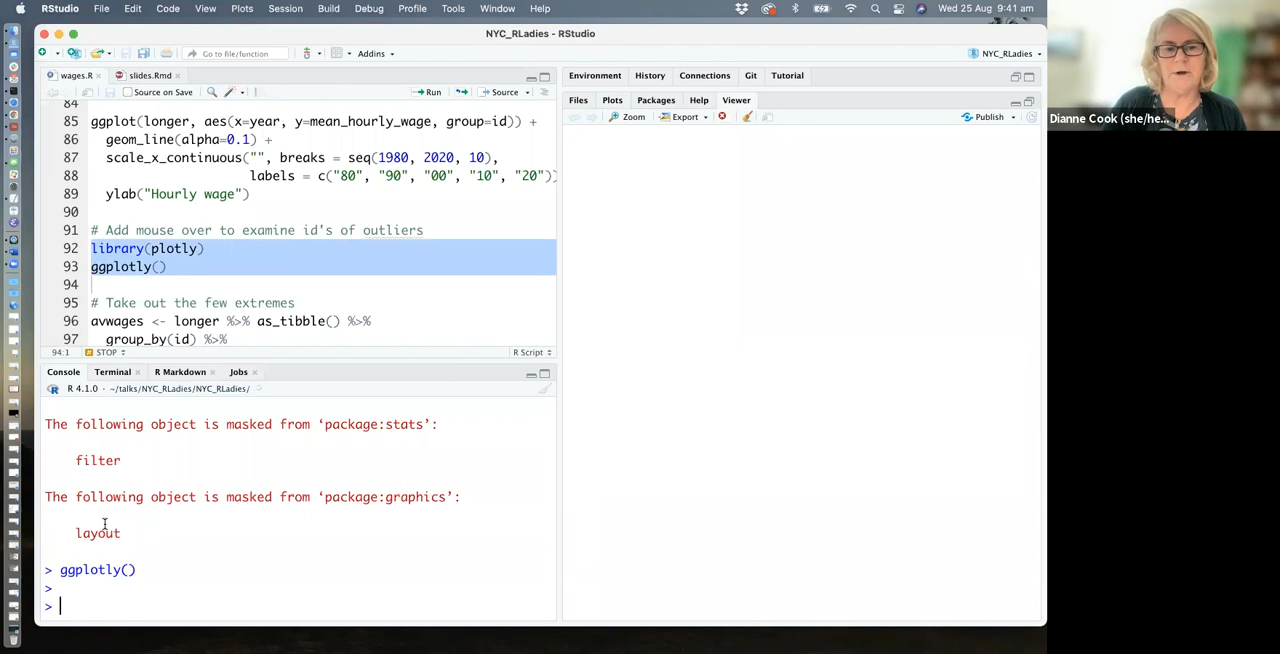 RStudio File Edit Code View Plots Session Build Debug Profile Tools Window Help Wed 25 Aug 9:41 am
NYC_RLadies - RStudio
Go to file/function Addins NYC_RLadies
wages.R slides.Rmd
Source on Save Run Source
84
85 ggplot(longer, aes(x=year, y=mean_hourly_wage, group=id)) +
86 geom_line(alpha=0.1) +
87 scale_x_continuous("", breaks = seq(1980, 2020, 10),
88 labels = c("80", "90", "00", "10", "20"))
89 ylab("Hourly wage")
90
91 # Add mouse over to examine id's of outliers
92 library(plotly)
93 ggplotly()
94
95 # Take out the few extremes
96 avwages <- longer %>% as_tibble() %>%
97 group_by(id) %>%
94:1 STOP R Script
Console Terminal R Markdown Jobs
R 4.1.0 · ~/talks/NYC_RLadies/NYC_RLadies/
The following object is masked from ‘package:stats’:
filter
The following object is masked from ‘package:graphics’:
layout
> ggplotly()
>
>
Environment History Connections Git Tutorial
Files Plots Packages Help Viewer
Zoom Export Publish
Dianne Cook (she/he...